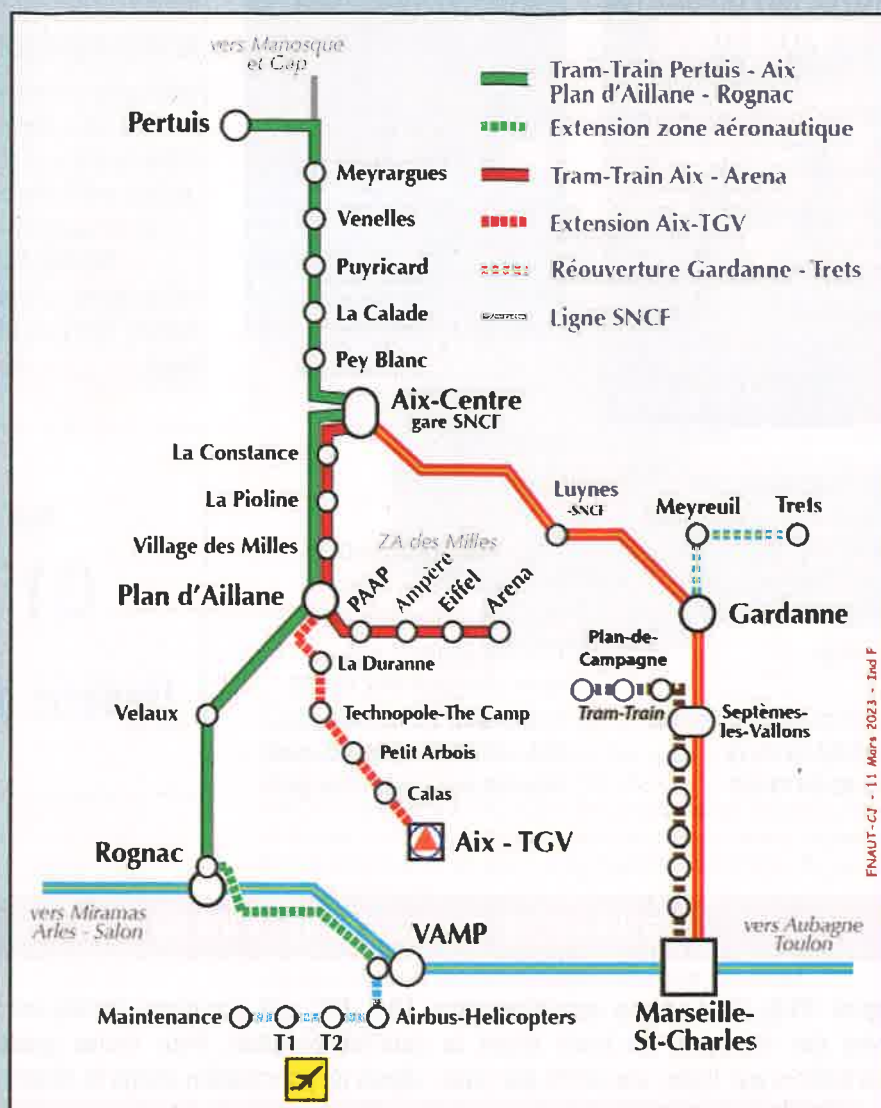 vers Manosque
et Gap
Tram-Train Pertuis - Aix
Plan d'Aillane - Rognac
Extension zone aéronautique
Tram-Train Aix - Arena
Extension Aix-TGV
Réouverture Gardanne - Trets
Ligne SNCF
Pertuis
Meyrargues
Venelles
Puyricard
La Calade
Pey Blanc
Aix-Centre
gare SNCF
La Constance
La Pioline
Village des Milles
ZA des Milles
Luynes
-SNCF
Meyreuil
Trets
Plan d'Aillane
PAAP
Ampère
Eiffel
Arena
Gardanne
La Duranne
Plan-de-
Campagne
Tram-Train
Velaux
Technopole-The Camp
Septèmes-
les-Vallons
Petit Arbois
Calas
Aix - TGV
Rognac
vers Miramas
Arles - Salon
VAMP
vers Aubagne
Toulon
Maintenance
T1
T2
Airbus-Helicopters
Marseille-
St-Charles
FNAUT-CJ - 11 Mars 2023 - Ind F